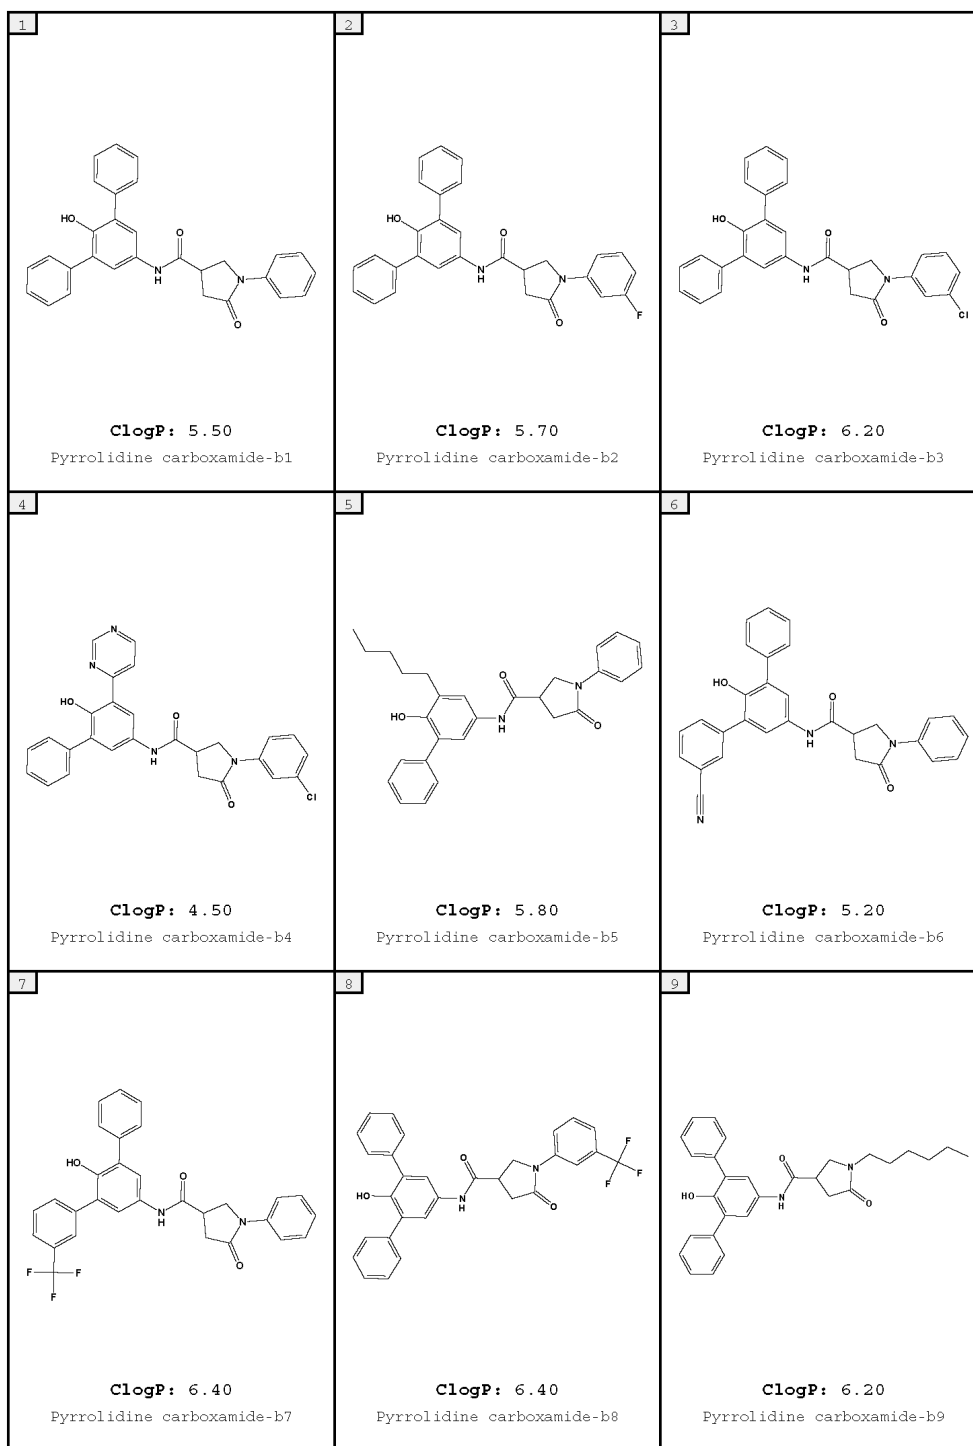 1
HO
O
N
H
N
O
ClogP: 5.50
Pyrrolidine carboxamide-b1
2
HO
O
N
H
N
O
F
ClogP: 5.70
Pyrrolidine carboxamide-b2
3
HO
O
N
H
N
O
Cl
ClogP: 6.20
Pyrrolidine carboxamide-b3
4
N
N
HO
O
N
H
N
O
Cl
ClogP: 4.50
Pyrrolidine carboxamide-b5
5
O
N
HO
N
H
O
ClogP: 5.80
Pyrrolidine carboxamide-b5
6
HO
O
N
H
N
O
N
ClogP: 5.20
Pyrrolidine carboxamide-b6
7
HO
O
N
H
N
O
F
F
F
ClogP: 6.40
Pyrrolidine carboxamide-b7
8
O
N
F
F
F
HO
N
H
O
ClogP: 6.40
Pyrrolidine carboxamide-b8
9
O
N
HO
N
H
O
ClogP: 6.20
Pyrrolidine carboxamide-b9